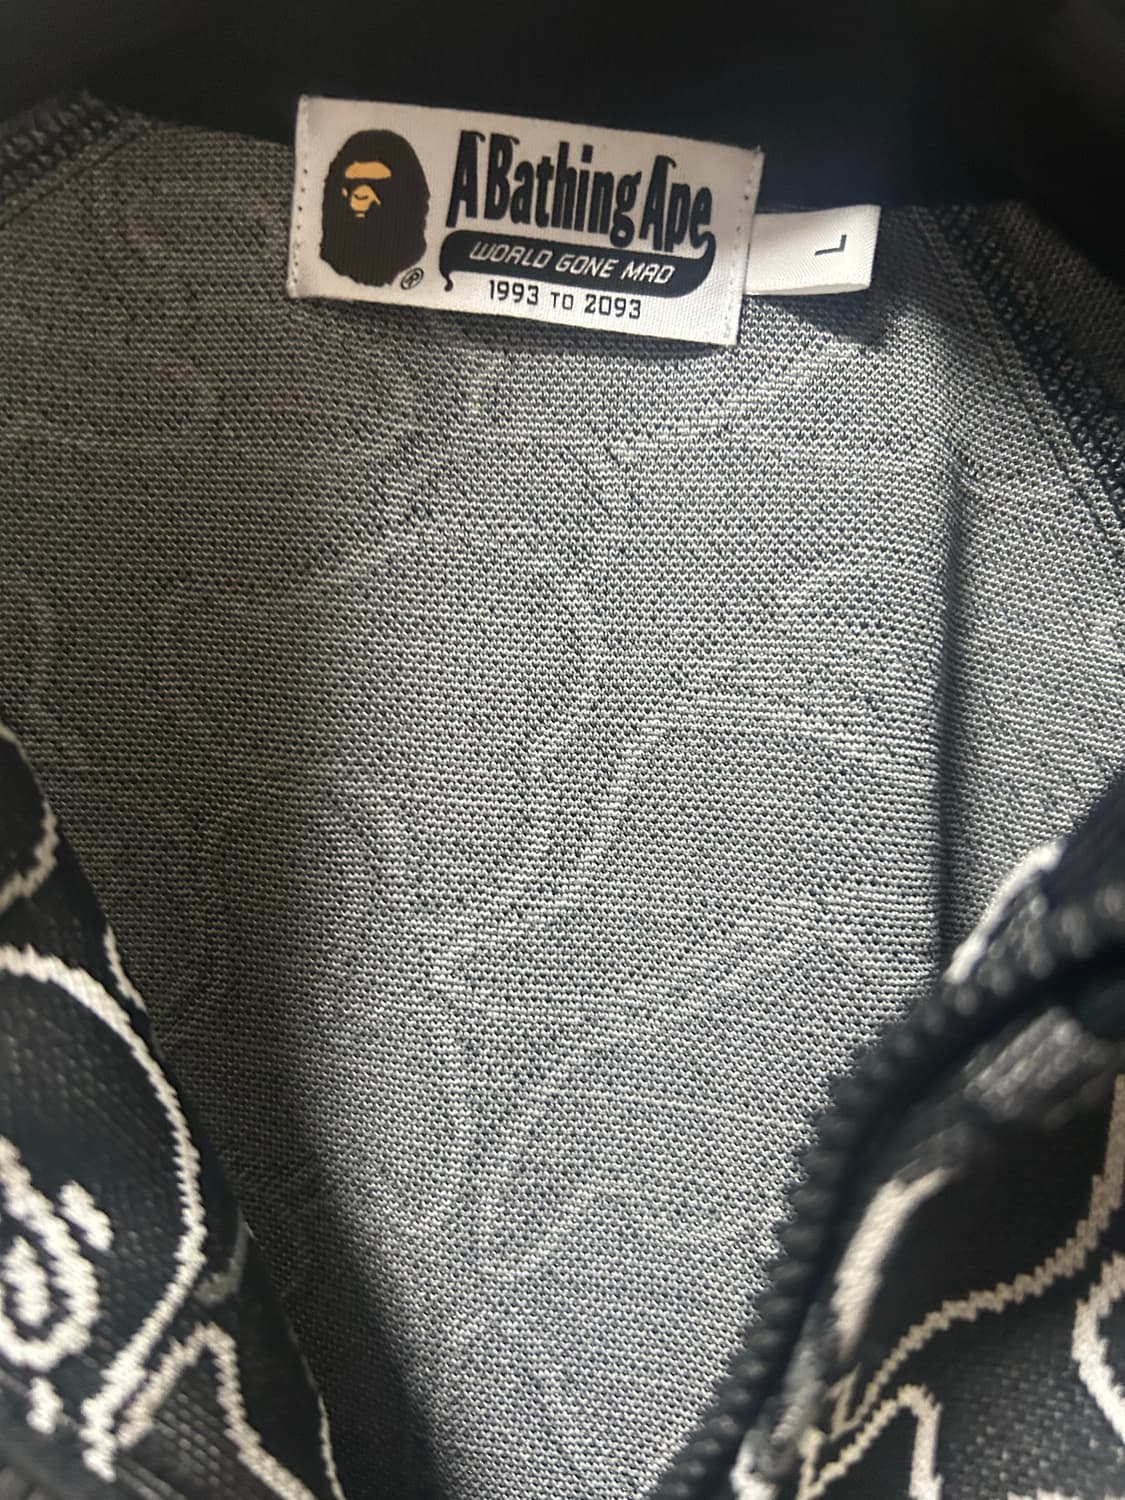 A Bathing Ape
WORLD GONE MAD
1993 TO 2093
®
L